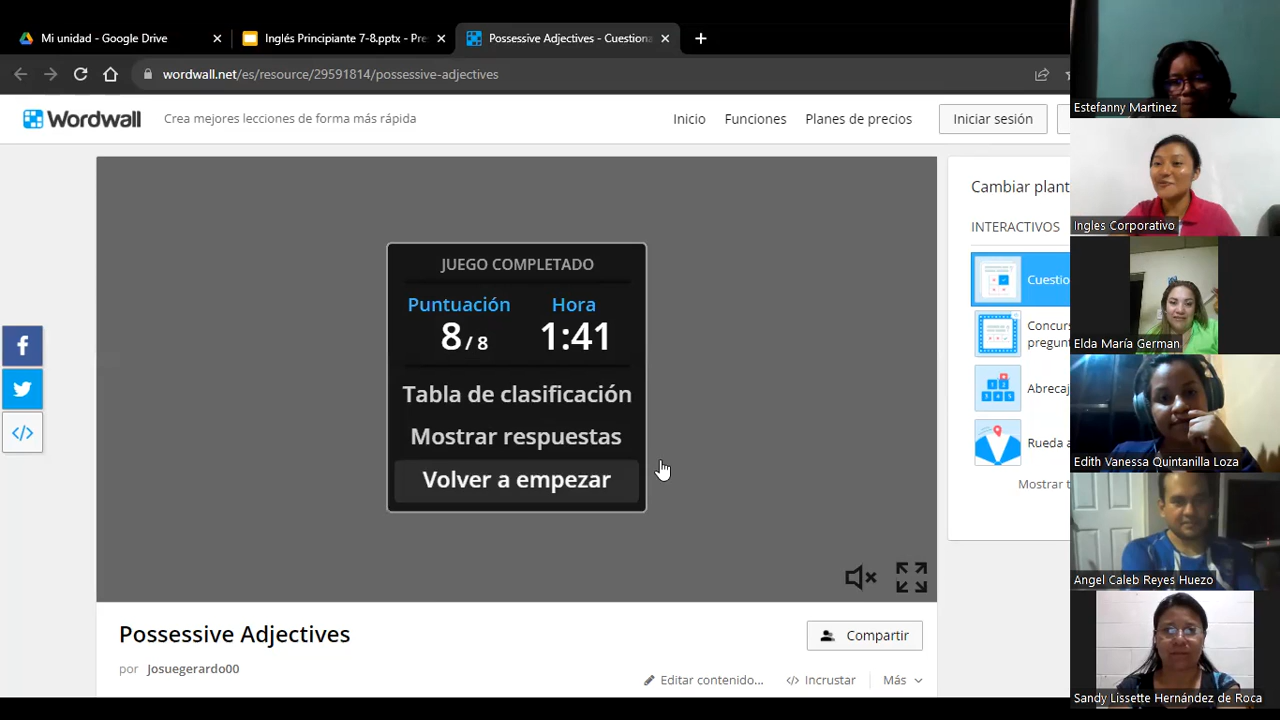 Mi unidad - Google Drive
Inglés Principiante 7-8.pptx - Pre
Possessive Adjectives - Cuestiona
wordwall.net/es/resource/29591814/possessive-adjectives
Wordwall
Crea mejores lecciones de forma más rápida
Inicio
Funciones
Planes de precios
Iniciar sesión
JUEGO COMPLETADO
Puntuación
Hora
8 / 8
1:41
Tabla de clasificación
Mostrar respuestas
Volver a empezar
Cambiar plant
INTERACTIVOS
Cuestio
Concurs
pregunt
Abrecaj
Rueda a
Mostrar t
Possessive Adjectives
por Josuegerardo00
Compartir
Editar contenido...
</> Incrustar
Más
Estefanny Martinez
Ingles Corporativo
Elda María German
Edith Vanessa Quintanilla Loza
Angel Caleb Reyes Huezo
Sandy Lissette Hernández de Roca